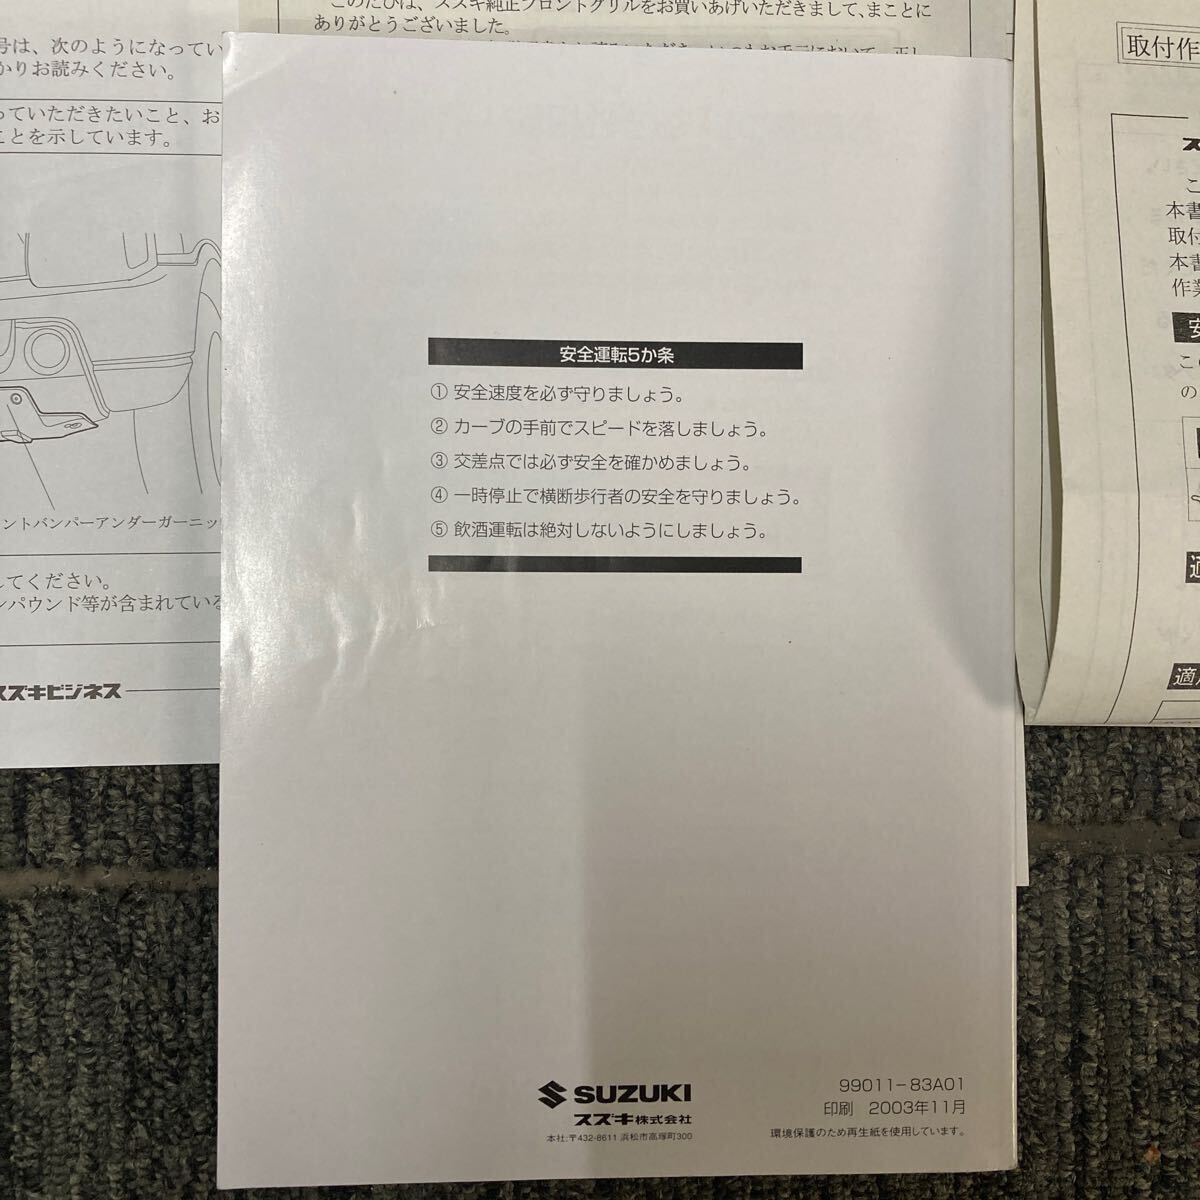 号は、次のようになってい
かりお読みください。
っていただきたいこと、お
ことを示しています。
ントバンパーアンダーガーニッ
してください。
ンパウンド等が含まれている
スズキビジネス
このたびは、スズキ純正フロントグリルをお買いあげいただきまして、まことに
ありがとうございました。
安全運転5か条
① 安全速度を必ず守りましょう。
② カーブの手前でスピードを落しましょう。
③ 交差点では必ず安全を確かめましょう。
④ 一時停止で横断歩行者の安全を守りましょう。
⑤ 飲酒運転は絶対しないようにしましょう。
SUZUKI
スズキ株式会社
本社:〒432-8611 浜松市高塚町300
99011-83A01
印刷 2003年11月
環境保護のため再生紙を使用しています。
取付作
ス
こ
本書
取付
本書
作業
安
この
の
適
適